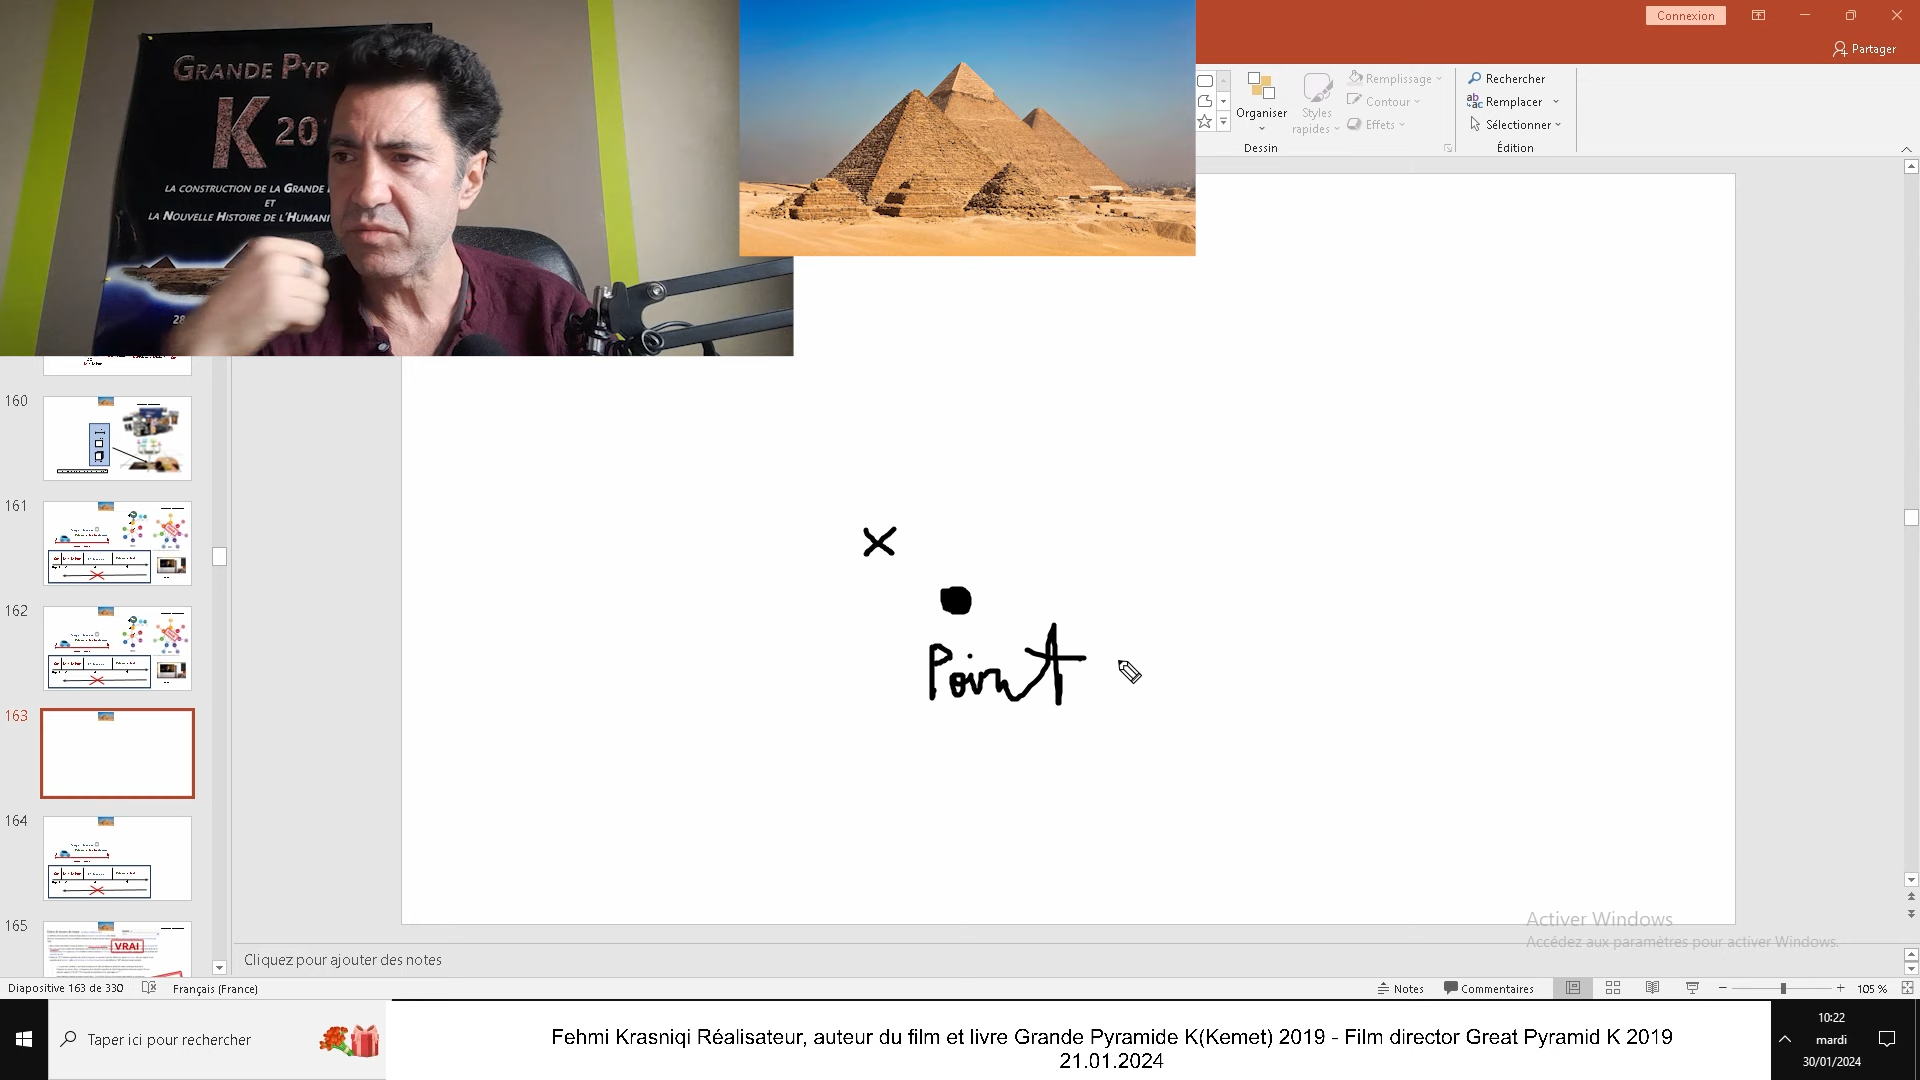 GRANDE PYR
K 20
LA CONSTRUCTION DE LA GRANDE
ET
LA NOUVELLE HISTOIRE DE L'HUMANI
28
Connexion
Partager
Organiser
Styles
rapides
Remplissage
Contour
Effets
Dessin
Rechercher
Remplacer
Sélectionner
Édition
160
161
162
163
164
165
VRAI
×
Point
Activer Windows
Accédez aux paramètres pour activer Windows.
Cliquez pour ajouter des notes
Diapositive 163 de 330
Français (France)
Notes
Commentaires
105 %
Taper ici pour rechercher
Fehmi Krasniqi Réalisateur, auteur du film et livre Grande Pyramide K(Kemet) 2019 - Film director Great Pyramid K 2019
21.01.2024
10:22
mardi
30/01/2024